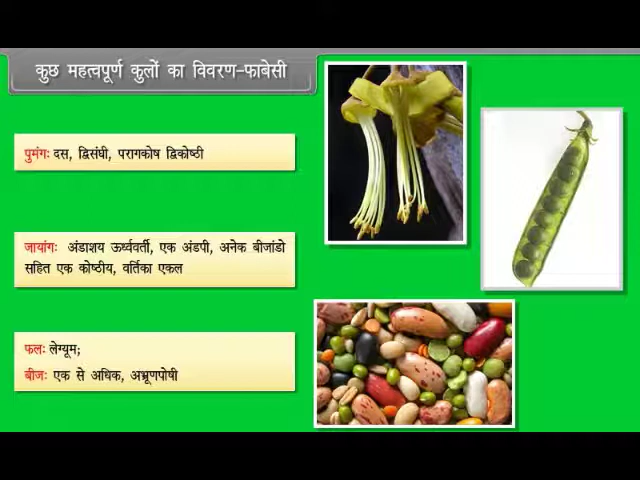 कुछ महत्वपूर्ण कुलों का विवरण-फाबेसी
पुमंगः दस, द्विसंघी, परागकोष द्विकोष्ठी
जायांगः अंडाशय ऊर्ध्ववर्ती, एक अंडपी, अनेक बीजांडो
सहित एक कोष्ठीय, वर्तिका एकल
फलः लेग्यूम;
बीजः एक से अधिक, अभ्रूणपोषी